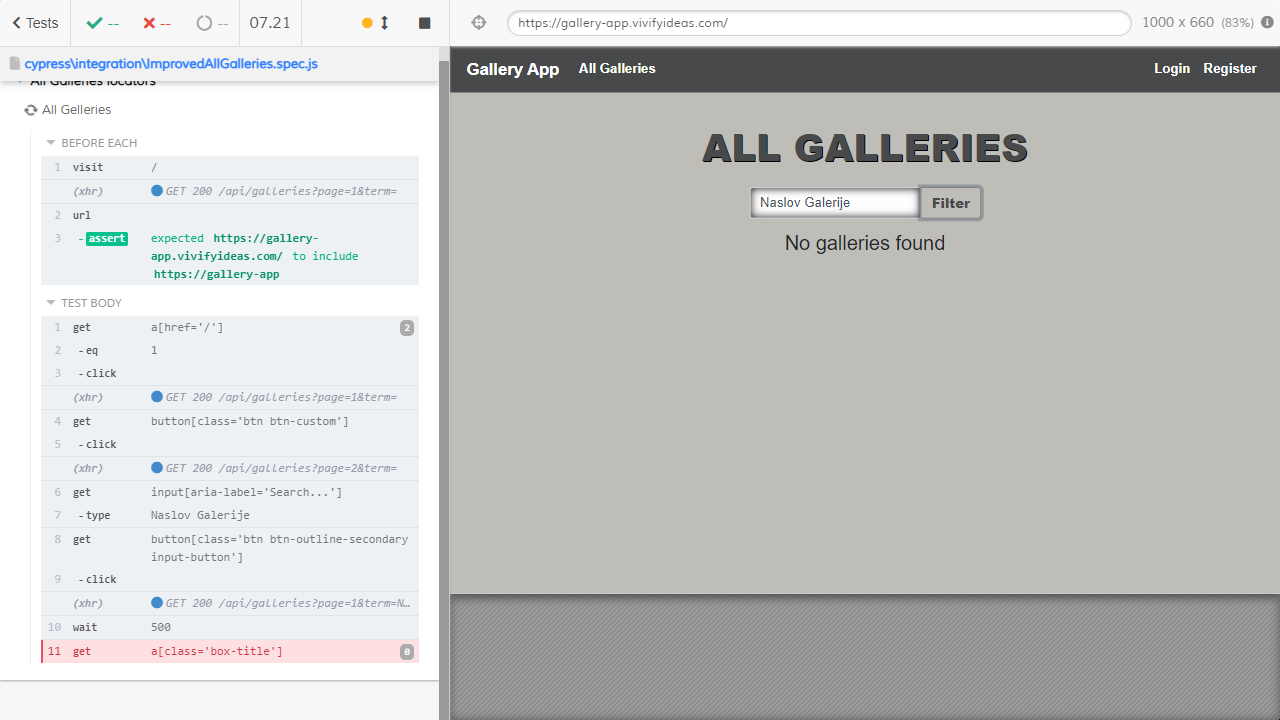 Tests
--
--
--
07.21
https://gallery-app.vivifyideas.com/
1000 x 660 (83%)
cypress\integration\ImprovedAllGalleries.spec.js
All Galleries locators
All Gelleries
BEFORE EACH
1 visit /
(xhr) GET 200 /api/galleries?page=1&term=
2 url
3 -assert expected https://gallery-
app.vivifyideas.com/ to include
https://gallery-app
TEST BODY
1 get a[href='/'] 2
2 -eq 1
3 -click
(xhr) GET 200 /api/galleries?page=1&term=
4 get button[class='btn btn-custom']
5 -click
(xhr) GET 200 /api/galleries?page=2&term=
6 get input[aria-label='Search...']
7 -type Naslov Galerije
8 get button[class='btn btn-outline-secondary
input-button']
9 -click
(xhr) GET 200 /api/galleries?page=1&term=N…
10 wait 500
11 get a[class='box-title'] 0
Gallery App All Galleries Login Register
ALL GALLERIES
Naslov Galerije Filter
No galleries found